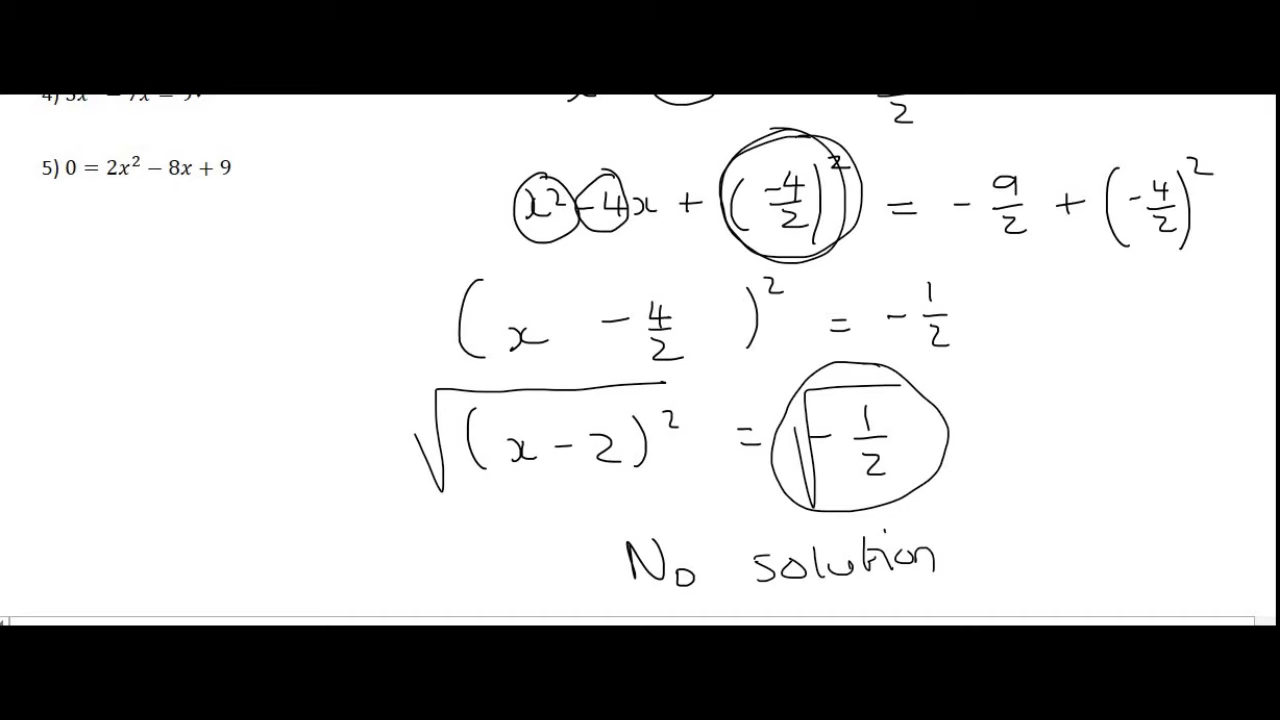 5) 0 = 2x² − 8x + 9
2
x² - 4x + (-4/2)² = - 9/2 + (-4/2)²
(x - 4/2)² = - 1/2
√(x - 2)² = √- 1/2
No solution